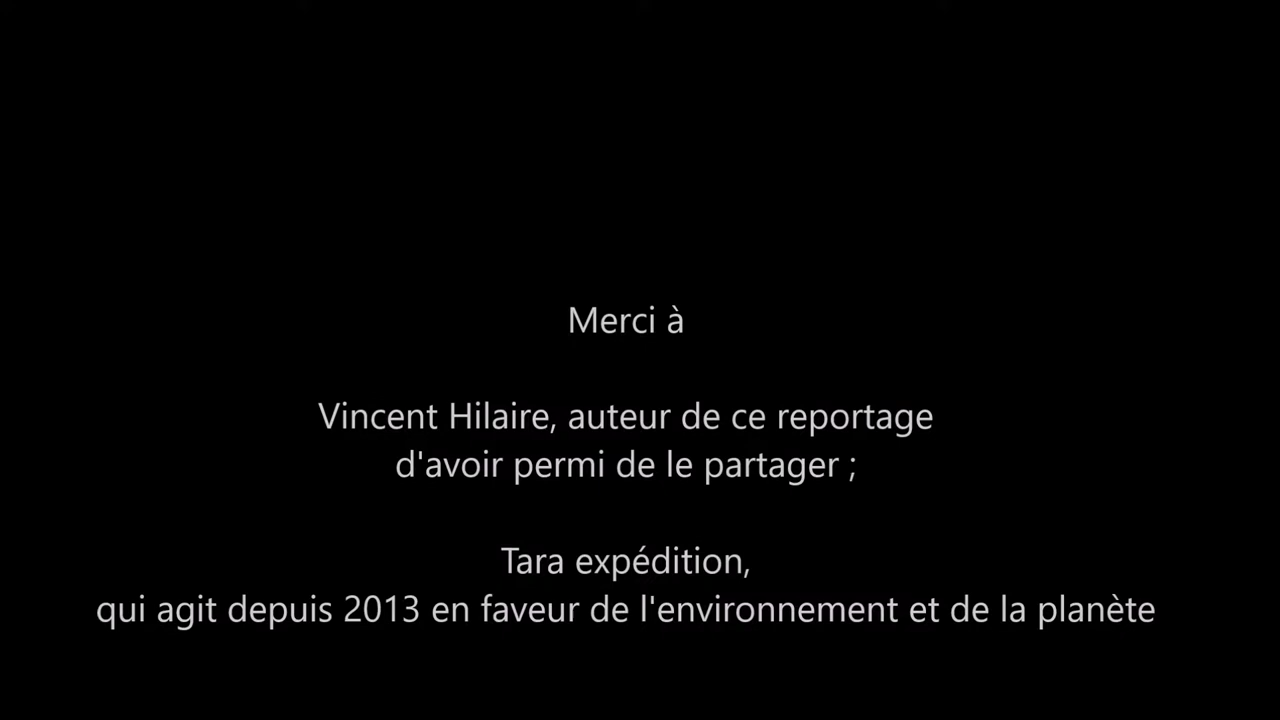 Merci à
Vincent Hilaire, auteur de ce reportage
d'avoir permi de le partager ;
Tara expédition,
qui agit depuis 2013 en faveur de l'environnement et de la planète